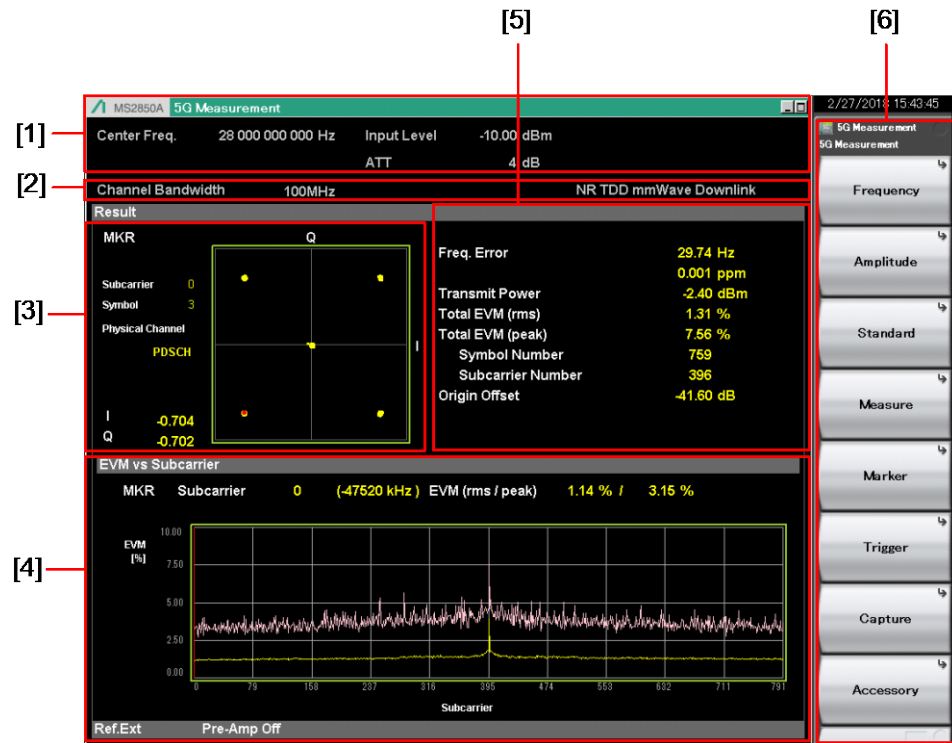 [5]
[6]
MS2850A 5G Measurement
2/27/2018 15:43:45
[1]
Center Freq. 28 000 000 000 Hz Input Level -10.00 dBm
ATT 4 dB
5G Measurement
5G Measurement
[2]
Channel Bandwidth 100MHz NR TDD mmWave Downlink
Frequency
Result
[3]
MKR
Q
Subcarrier 0
Symbol 3
Physical Channel
PDSCH
I
I -0.704
Q -0.702
Freq. Error 29.74 Hz
0.001 ppm
Transmit Power -2.40 dBm
Total EVM (rms) 1.31 %
Total EVM (peak) 7.56 %
Symbol Number 759
Subcarrier Number 396
Origin Offset -41.60 dB
Amplitude
Standard
Measure
Marker
Trigger
Capture
Accessory
[4]
EVM vs Subcarrier
MKR Subcarrier 0 (-47520 kHz) EVM (rms / peak) 1.14 % / 3.15 %
EVM
[%]
10.00
7.50
5.00
2.50
0.00
0 79 158 237 316 395 474 553 632 711 791
Subcarrier
Ref.Ext Pre-Amp Off